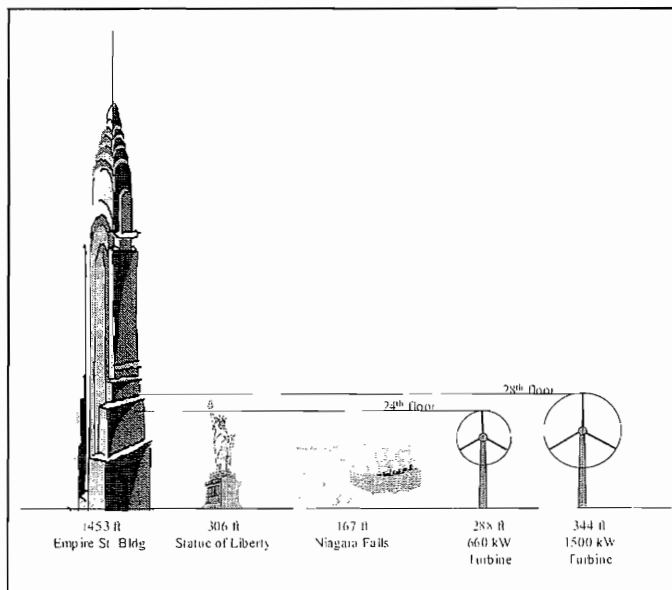 28th floor
24th floor
1453 ft
Empire St Bldg
306 ft
Statue of Liberty
167 ft
Niagara Falls
288 ft
660 kW
Turbine
344 ft
1500 kW
Turbine